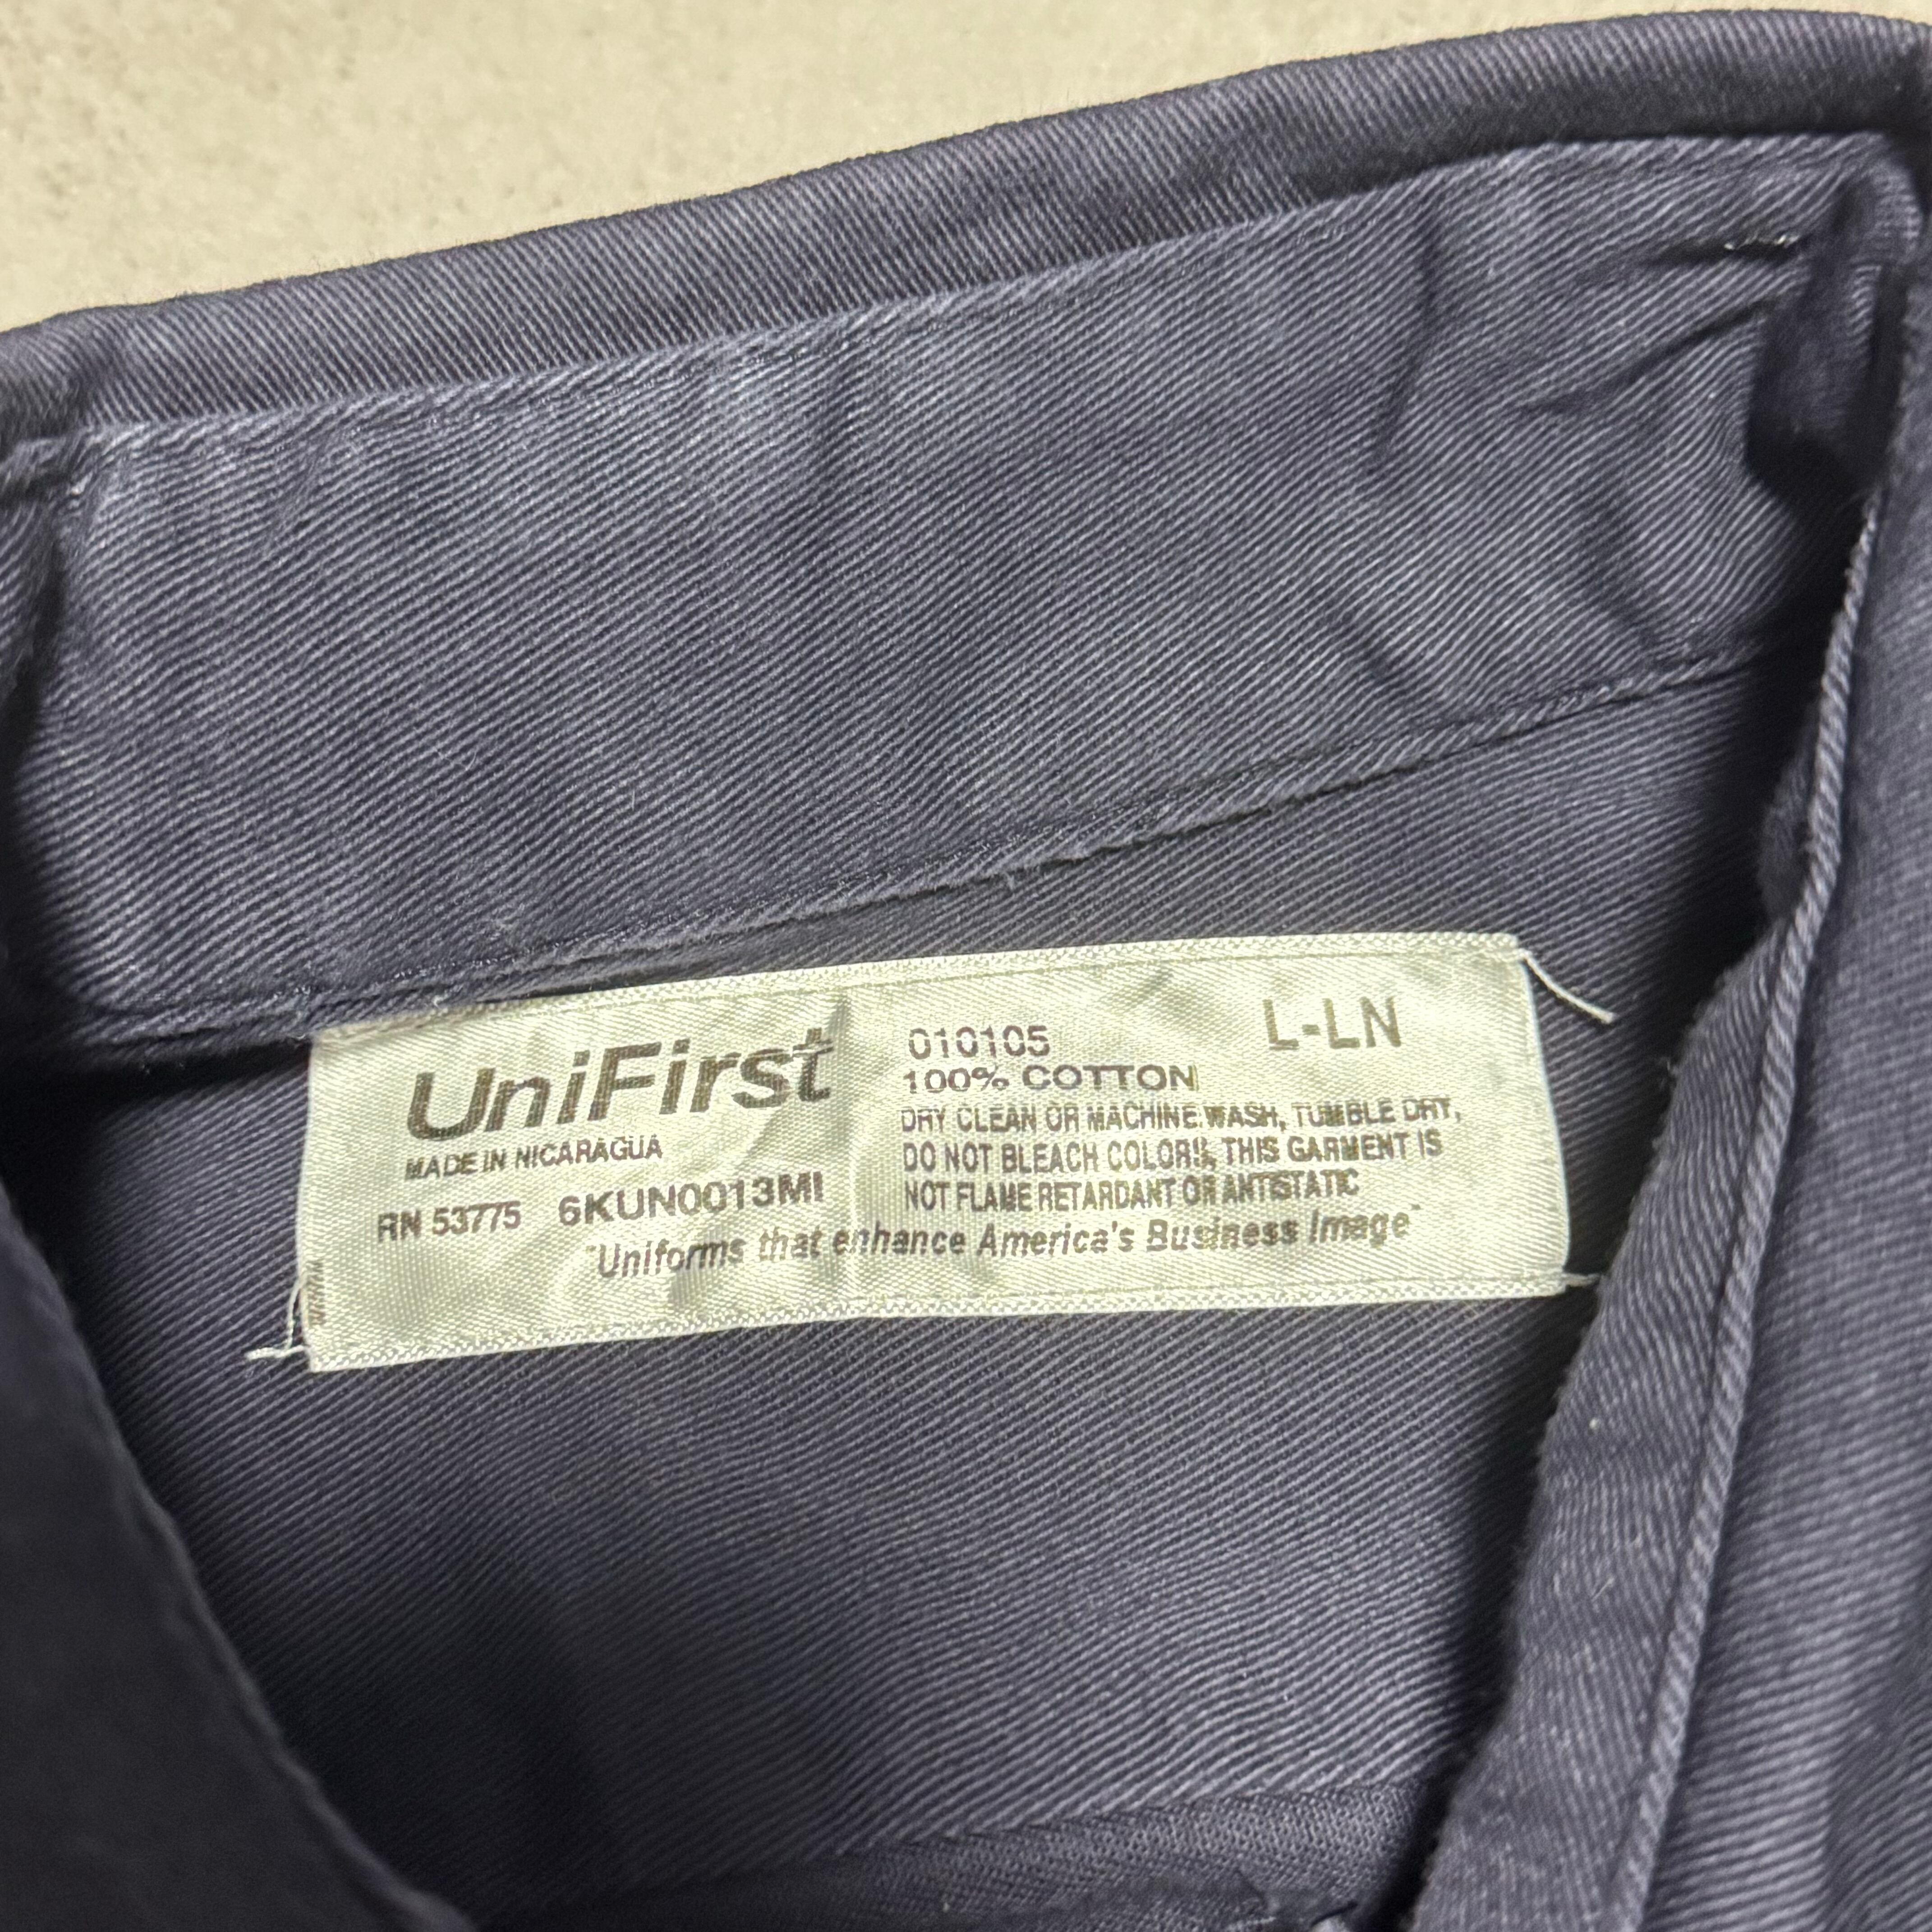 UniFirst
MADE IN NICARAGUA
RN 53775 6KUN0013MI
010105
L-LN
100% COTTON
DRY CLEAN OR MACHINE WASH, TUMBLE DRY,
DO NOT BLEACH COLORS, THIS GARMENT IS
NOT FLAME RETARDANT OR ANTISTATIC
"Uniforms that enhance America's Business Image"